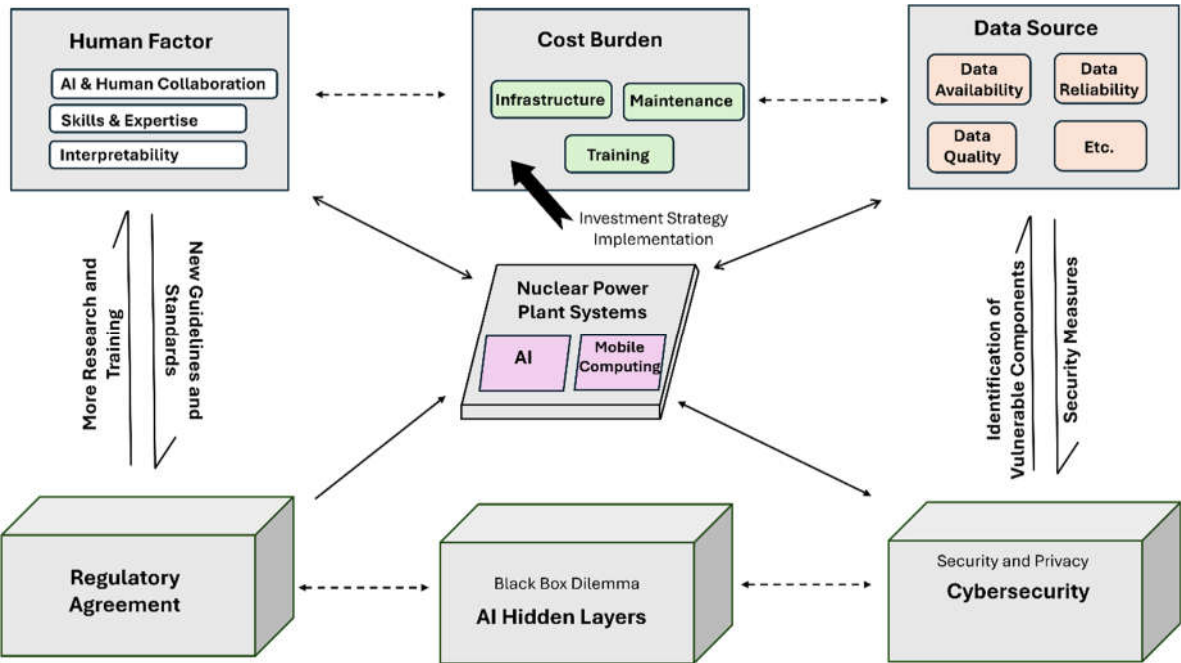 Human Factor
AI & Human Collaboration
Skills & Expertise
Interpretability
Cost Burden
Infrastructure
Maintenance
Training
Data Source
Data
Availability
Data
Reliability
Data
Quality
Etc.
Investment Strategy
Implementation
More Research and
Training
New Guidelines and
Standards
Nuclear Power
Plant Systems
AI
Mobile
Computing
Identification of
Vulnerable Components
Security Measures
Regulatory
Agreement
Black Box Dilemma
AI Hidden Layers
Security and Privacy
Cybersecurity